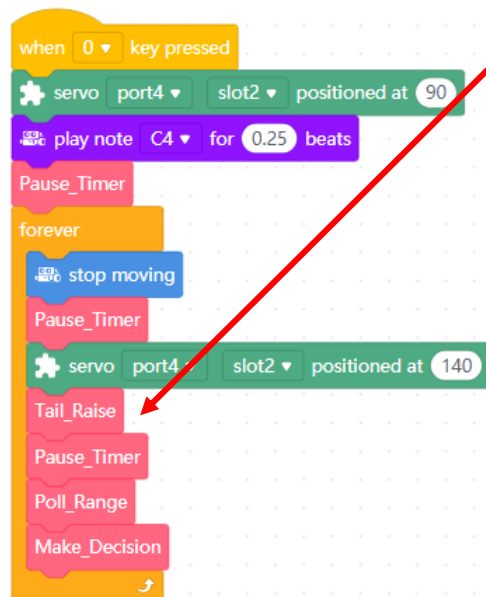 when 0 key pressed
servo port4 slot2 positioned at 90
play note C4 for 0.25 beats
Pause_Timer
forever
stop moving
Pause_Timer
servo port4 slot2 positioned at 140
Tail_Raise
Pause_Timer
Poll_Range
Make_Decision